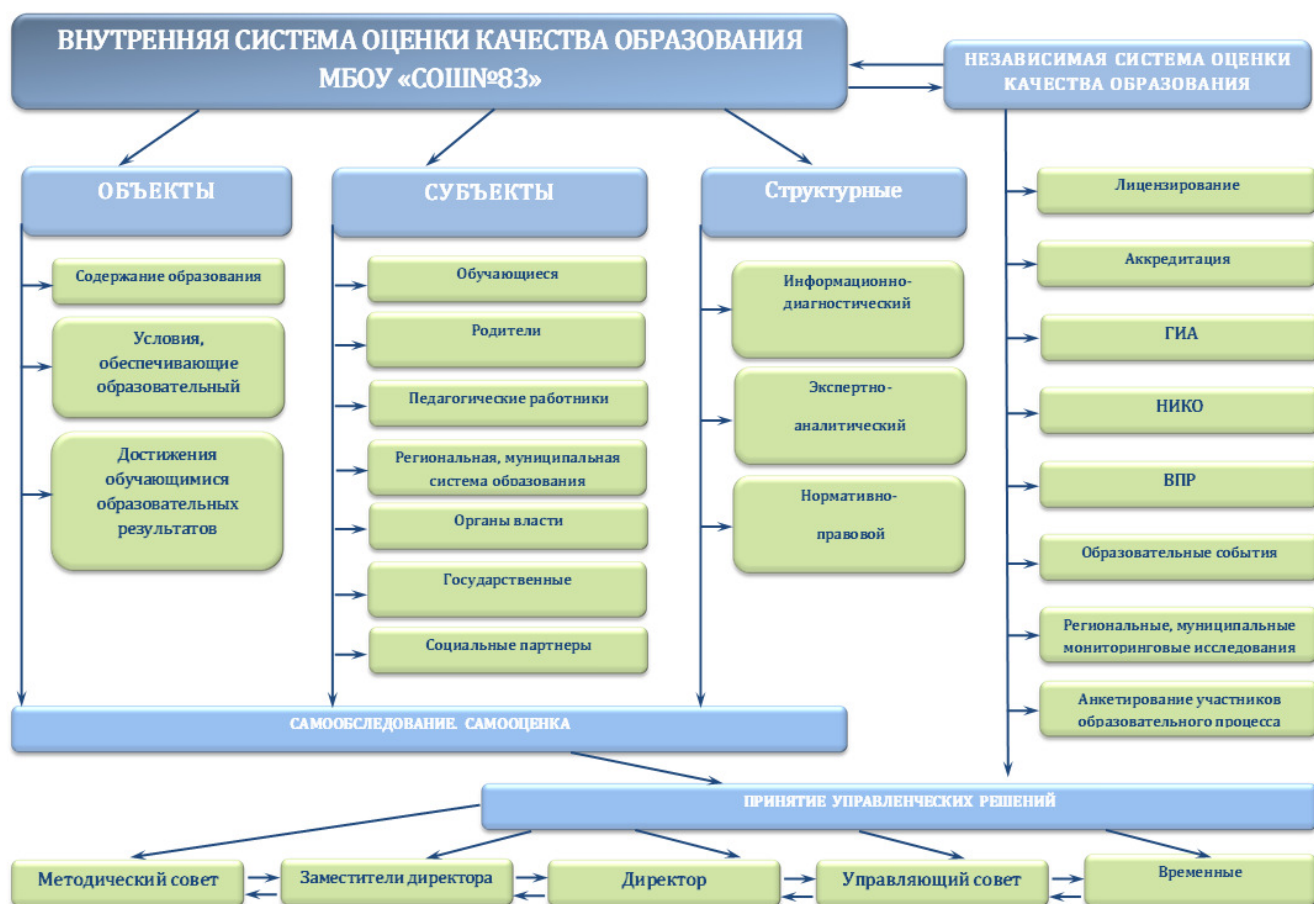 ВНУТРЕННЯЯ СИСТЕМА ОЦЕНКИ КАЧЕСТВА ОБРАЗОВАНИЯ
МБОУ «СОШ№83»
НЕЗАВИСИМАЯ СИСТЕМА ОЦЕНКИ
КАЧЕСТВА ОБРАЗОВАНИЯ
ОБЪЕКТЫ
Содержание образования
Условия,
обеспечивающие
образовательный
Достижения
обучающимися
образовательных
результатов
СУБЪЕКТЫ
Обучающиеся
Родители
Педагогические работники
Региональная, муниципальная
система образования
Органы власти
Государственные
Социальные партнеры
Структурные
Информационно-
диагностический
Экспертно-
аналитический
Нормативно-
правовой
Лицензирование
Аккредитация
ГИА
НИКО
ВПР
Образовательные события
Региональные, муниципальные
мониторинговые исследования
Анкетирование участников
образовательного процесса
САМООБСЛЕДОВАНИЕ. САМООЦЕНКА
ПРИНЯТИЕ УПРАВЛЕНЧЕСКИХ РЕШЕНИЙ
Методический совет
Заместители директора
Директор
Управляющий совет
Временные